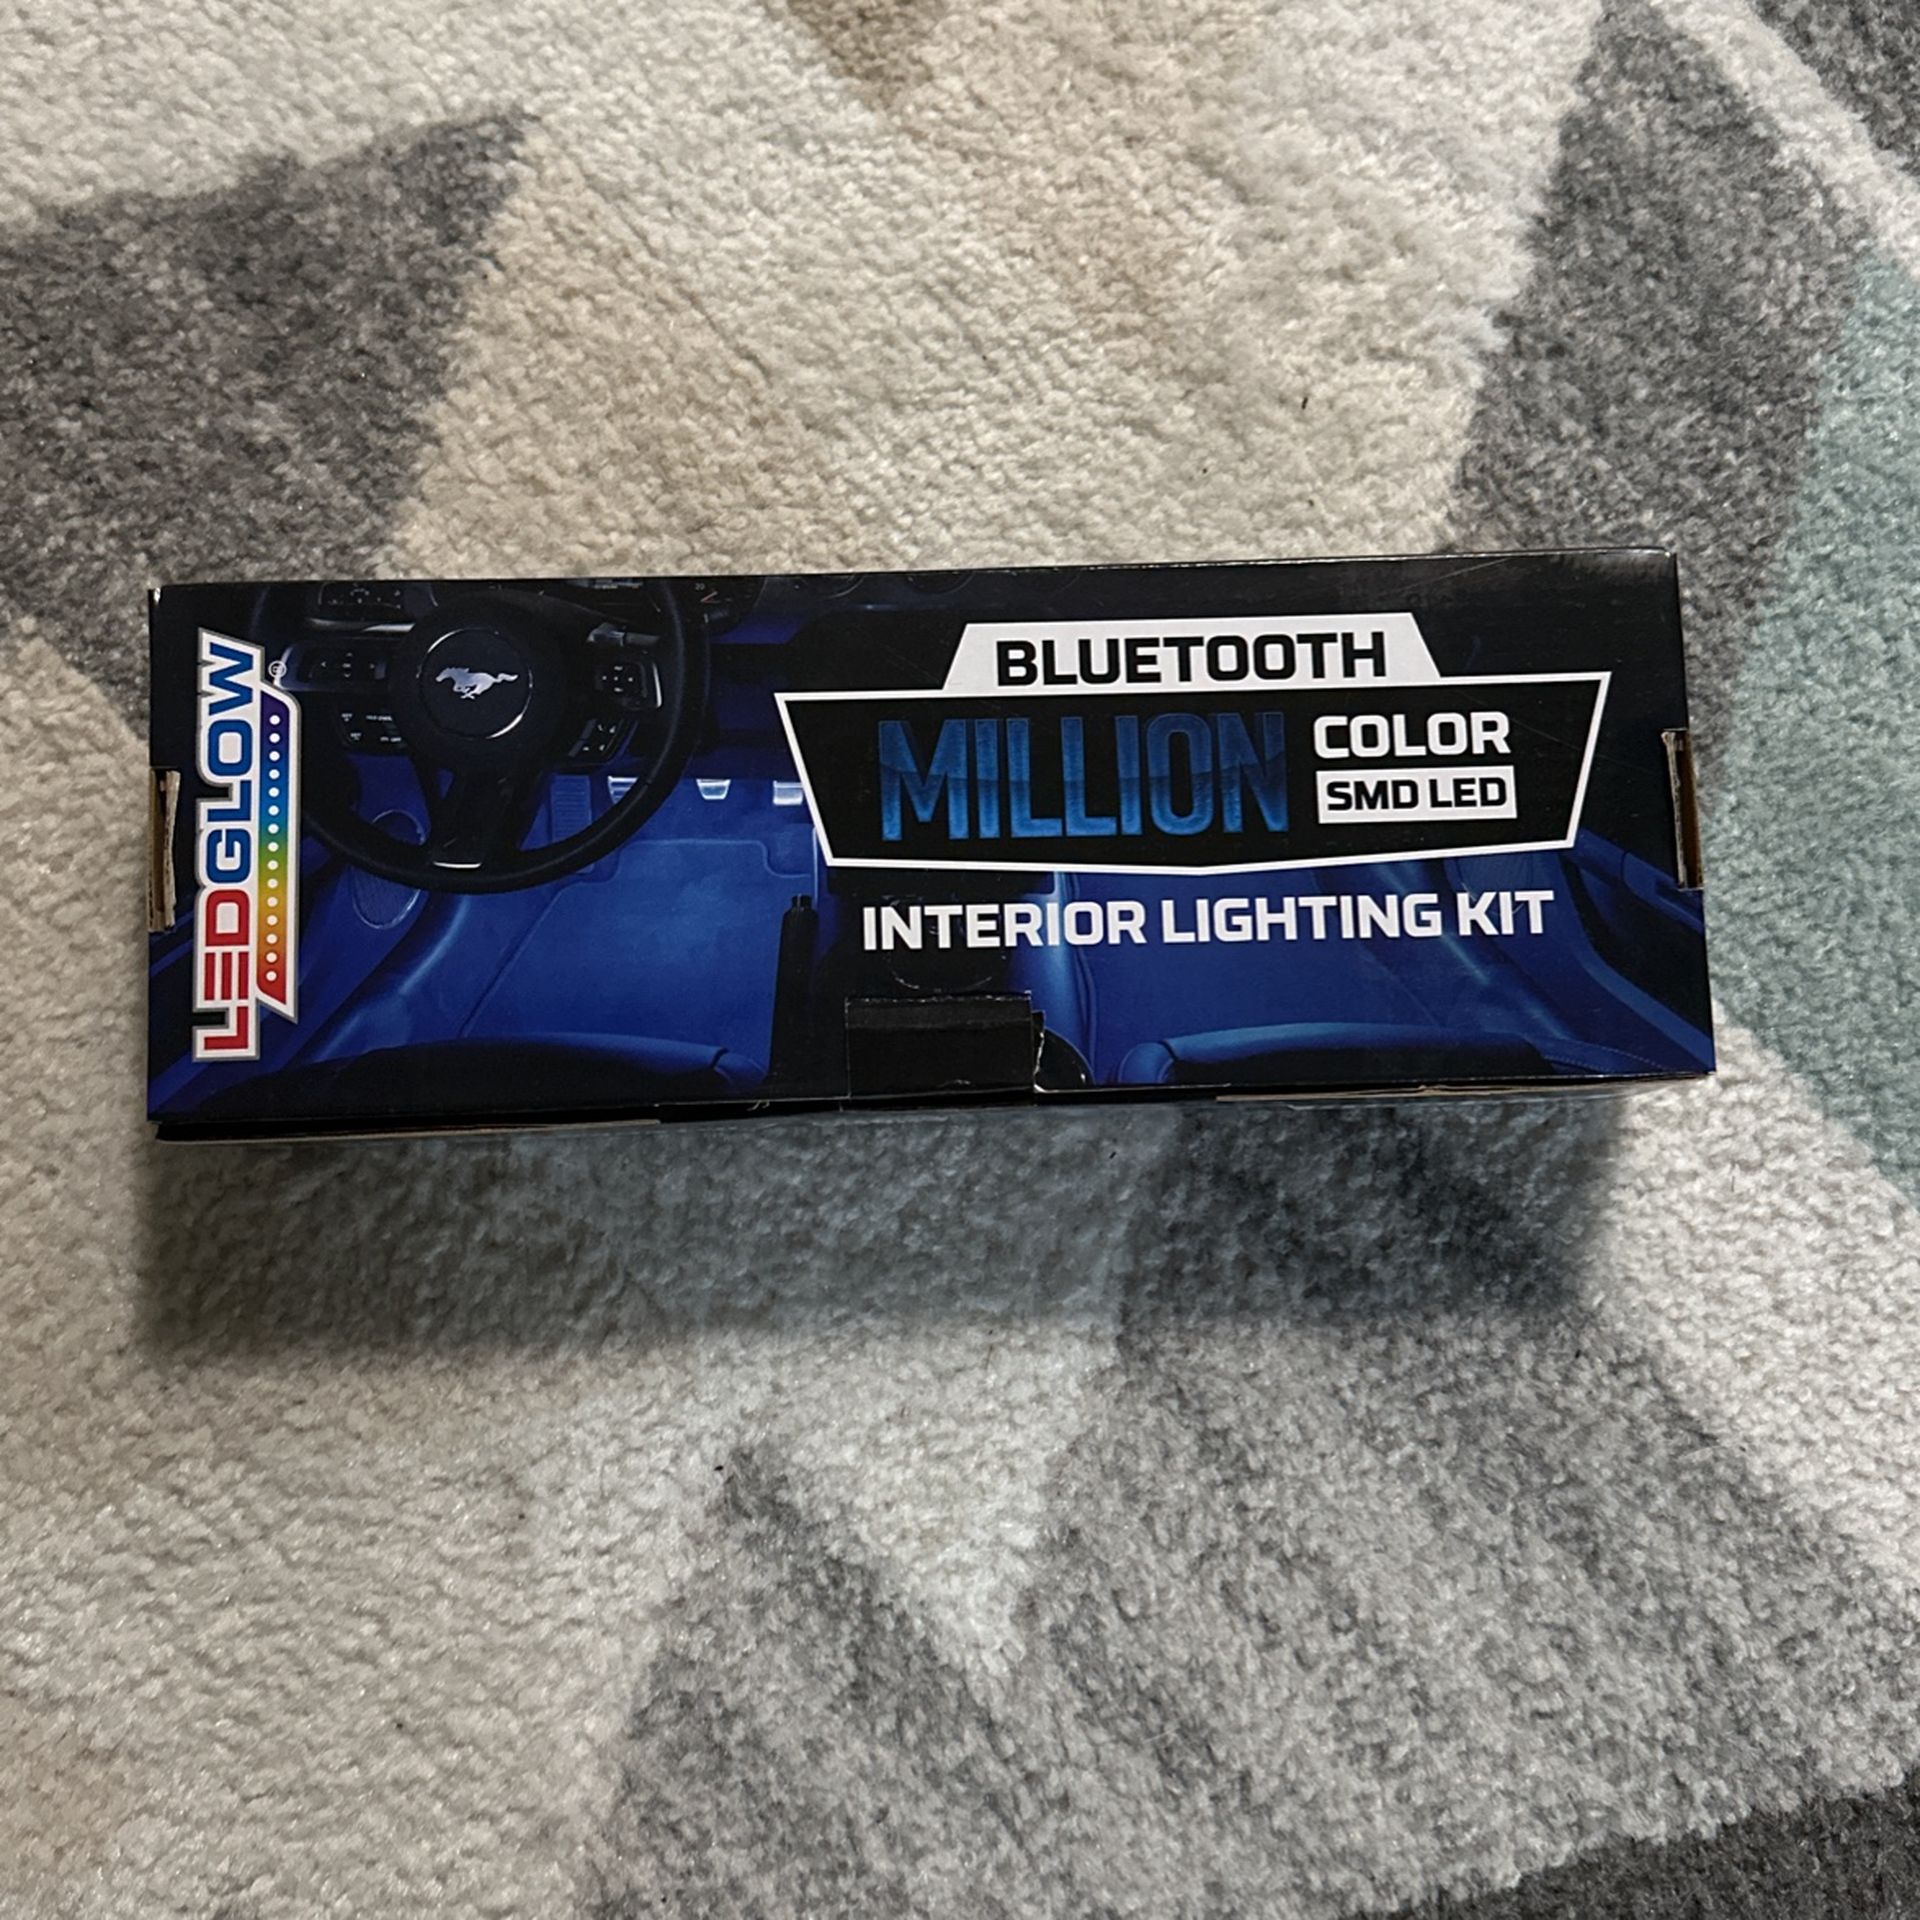 LEDGLOW®
BLUETOOTH
MILLION
COLOR
SMD LED
INTERIOR LIGHTING KIT